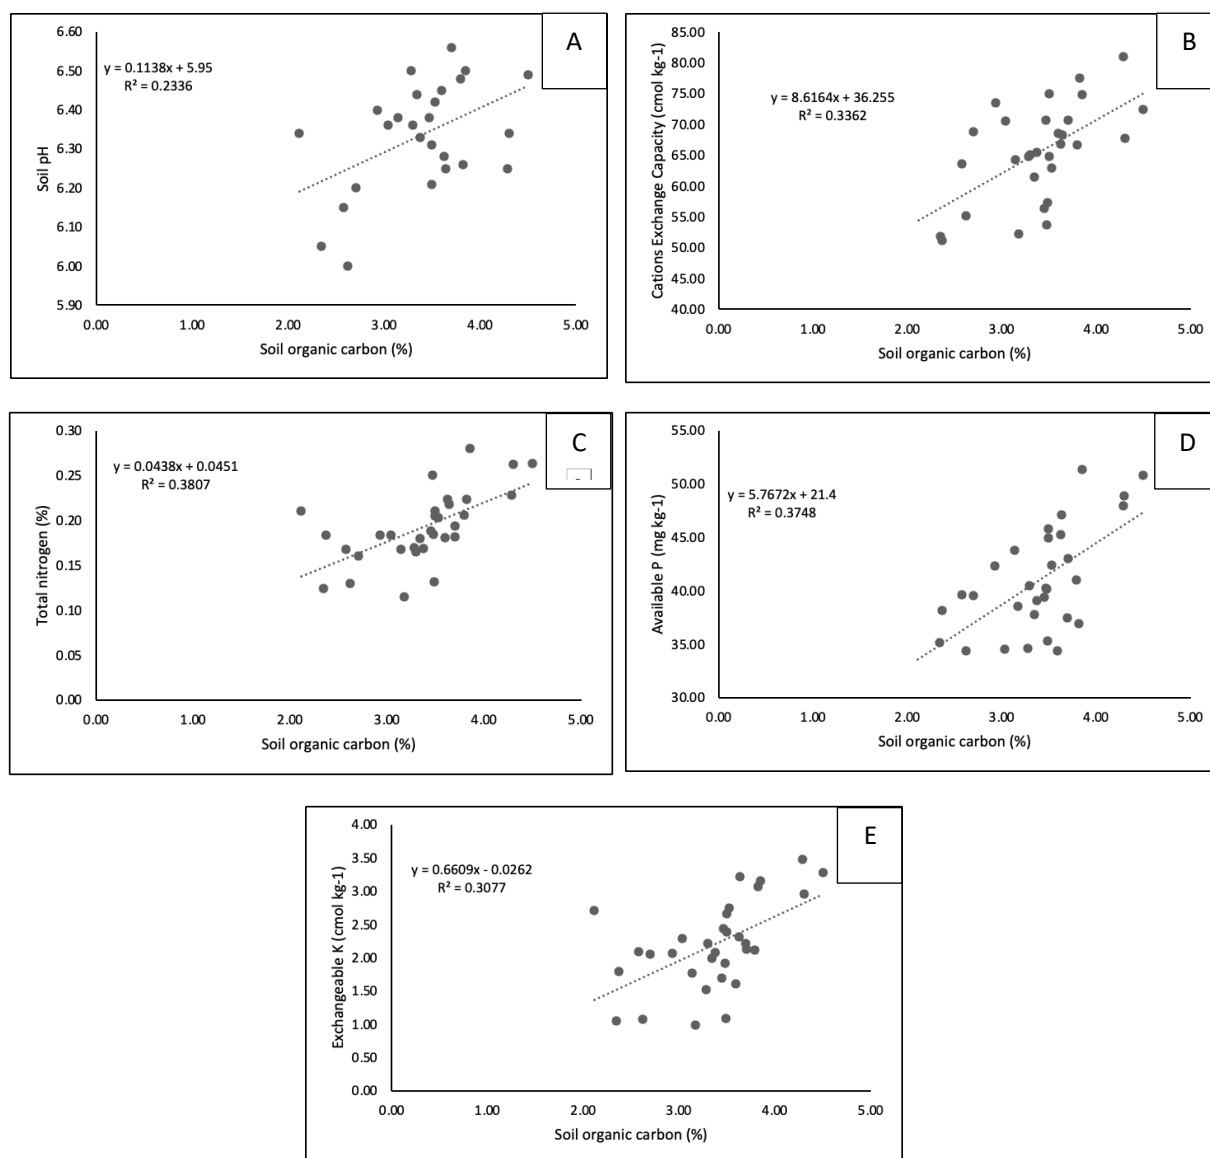 A
y = 0.1138x + 5.95
R² = 0.2336
Soil pH
6.60
6.50
6.40
6.30
6.20
6.10
6.00
5.90
0.00 1.00 2.00 3.00 4.00 5.00
Soil organic carbon (%)
B
y = 8.6164x + 36.255
R² = 0.3362
Cations Exchange Capacity (cmol kg-1)
85.00
80.00
75.00
70.00
65.00
60.00
55.00
50.00
45.00
40.00
0.00 1.00 2.00 3.00 4.00 5.00
Soil organic carbon (%)
C
y = 0.0438x + 0.0451
R² = 0.3807
Total nitrogen (%)
0.30
0.25
0.20
0.15
0.10
0.05
0.00
0.00 1.00 2.00 3.00 4.00 5.00
Soil organic carbon (%)
D
y = 5.7672x + 21.4
R² = 0.3748
Available P (mg kg-1)
55.00
50.00
45.00
40.00
35.00
30.00
0.00 1.00 2.00 3.00 4.00 5.00
Soil organic carbon (%)
E
y = 0.6609x - 0.0262
R² = 0.3077
Exchangeable K (cmol kg-1)
4.00
3.50
3.00
2.50
2.00
1.50
1.00
0.50
0.00
0.00 1.00 2.00 3.00 4.00 5.00
Soil organic carbon (%)